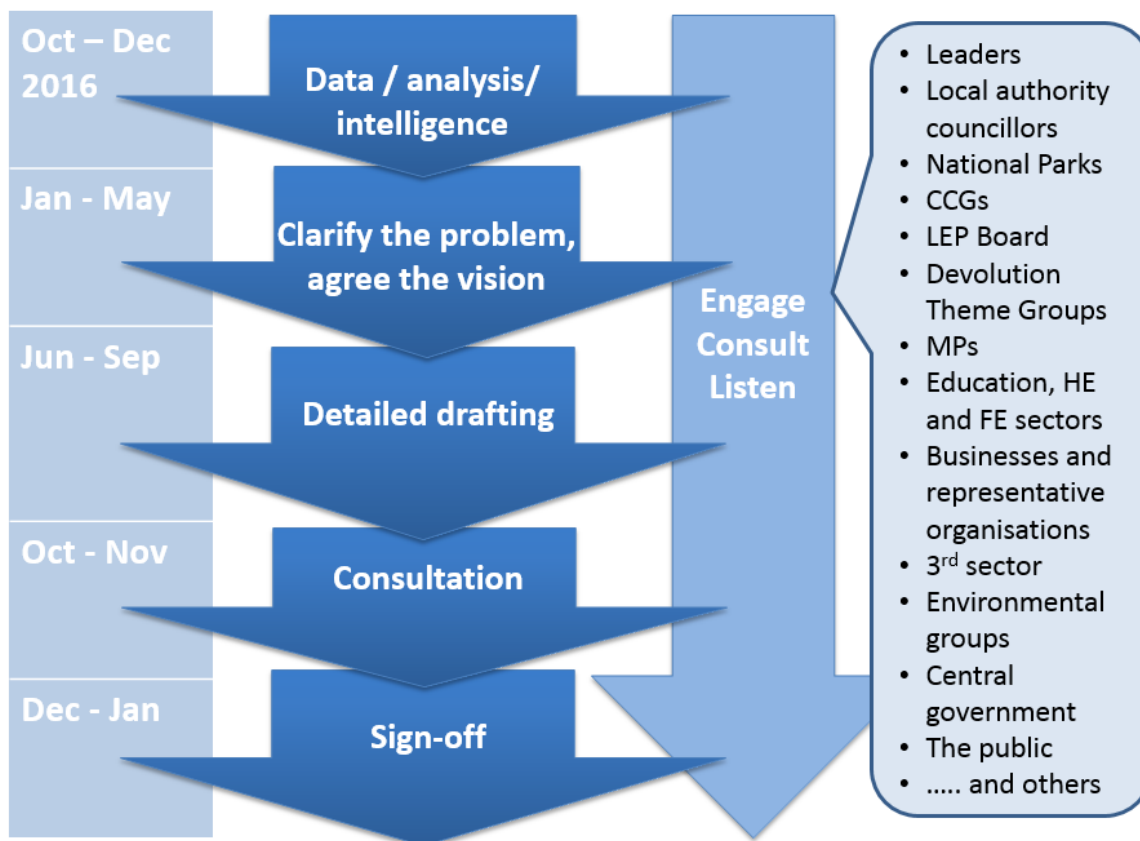 Oct – Dec
2016
Data / analysis/
intelligence
Jan - May
Clarify the problem,
agree the vision
Jun - Sep
Detailed drafting
Oct - Nov
Consultation
Dec - Jan
Sign-off
Engage
Consult
Listen
• Leaders
• Local authority
councillors
• National Parks
• CCGs
• LEP Board
• Devolution
Theme Groups
• MPs
• Education, HE
and FE sectors
• Businesses and
representative
organisations
• 3rd sector
• Environmental
groups
• Central
government
• The public
• ..... and others